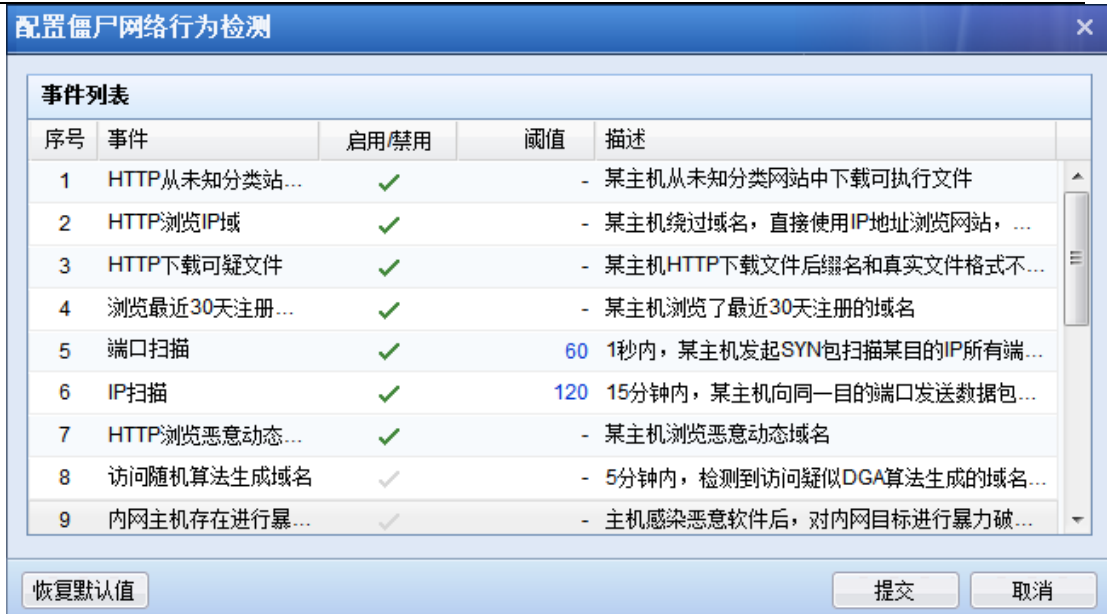 配置僵尸网络行为检测
事件列表
序号 事件 启用/禁用 阈值 描述
1 HTTP从未知分类站... - 某主机从未知分类网站中下载可执行文件
2 HTTP浏览IP域 - 某主机绕过域名，直接使用IP地址浏览网站，...
3 HTTP下载可疑文件 - 某主机HTTP下载文件后缀名和真实文件格式不...
4 浏览最近30天注册... - 某主机浏览了最近30天注册的域名
5 端口扫描 60 1秒内，某主机发起SYN包扫描某目的IP所有端...
6 IP扫描 120 15分钟内，某主机向同一目的端口发送数据包...
7 HTTP浏览恶意动态... - 某主机浏览恶意动态域名
8 访问随机算法生成域名 - 5分钟内，检测到访问疑似DGA算法生成的域名...
9 内网主机存在进行暴... - 主机感染恶意软件后，对内网目标进行暴力破...
恢复默认值 提交 取消